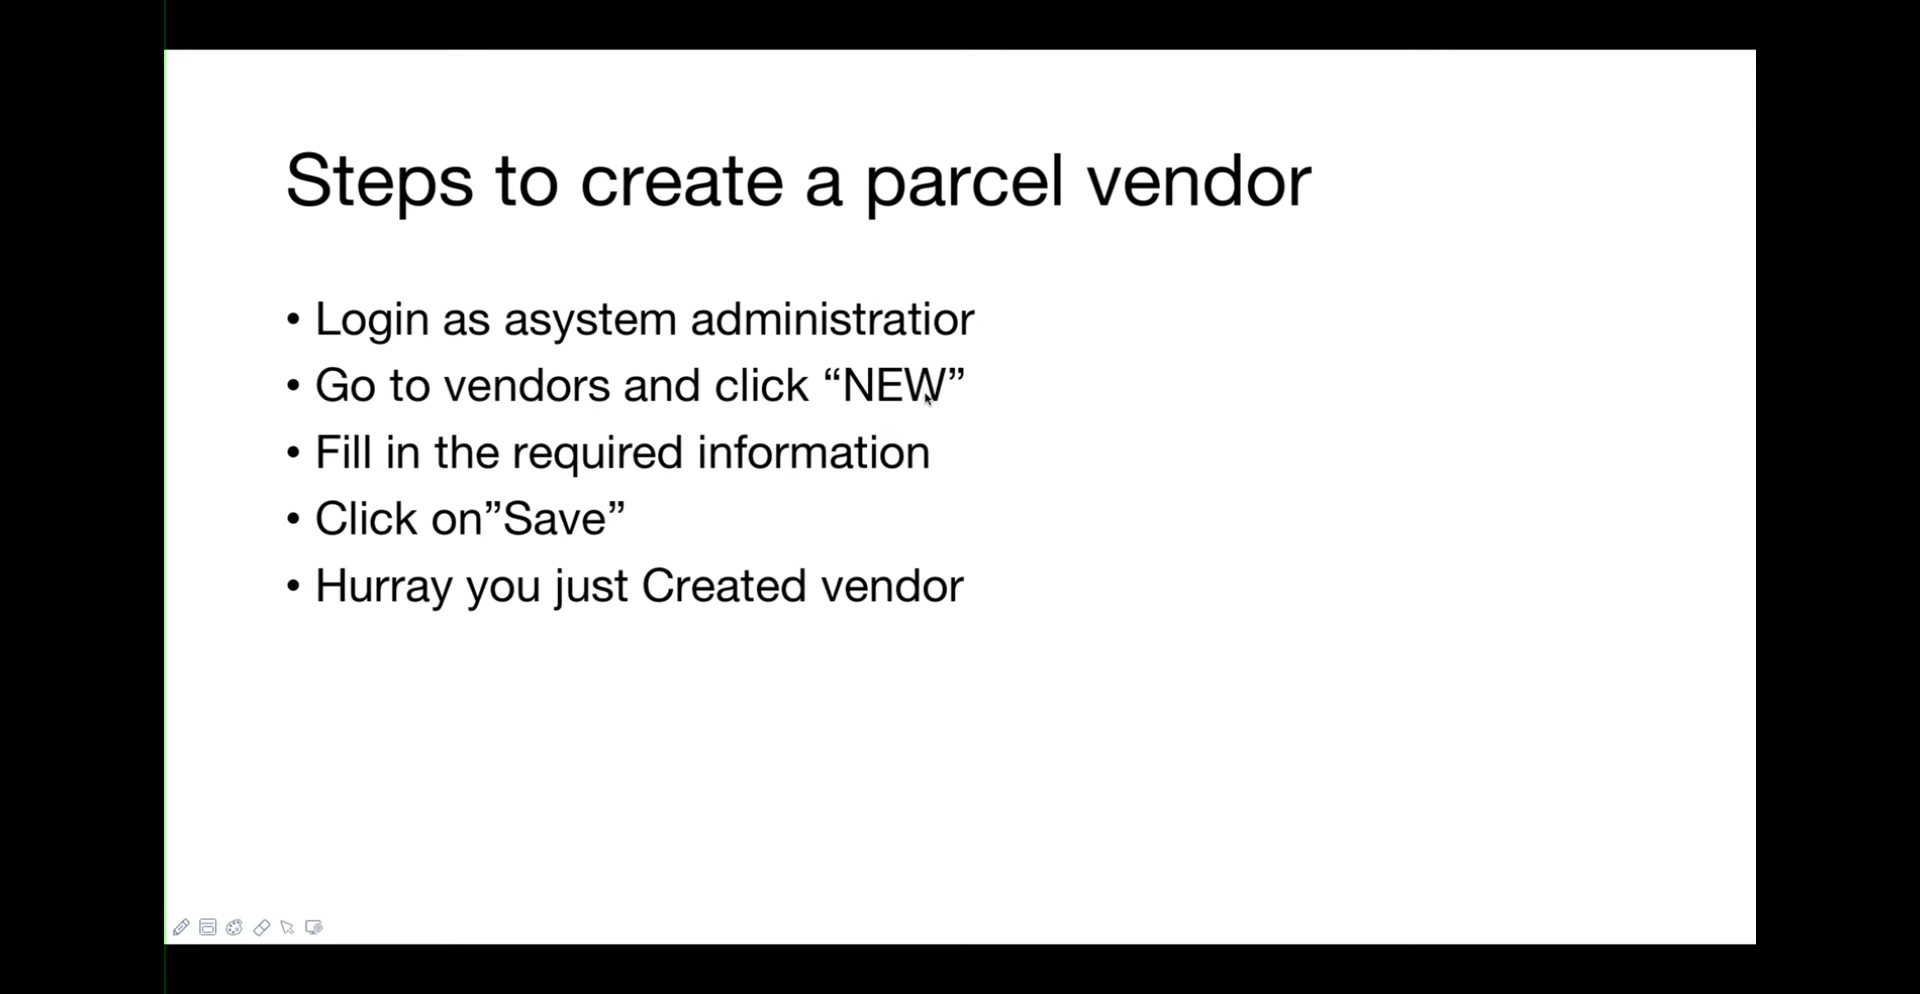 Steps to create a parcel vendor
• Login as asystem administratior
• Go to vendors and click “NEW”
• Fill in the required information
• Click on”Save”
• Hurray you just Created vendor